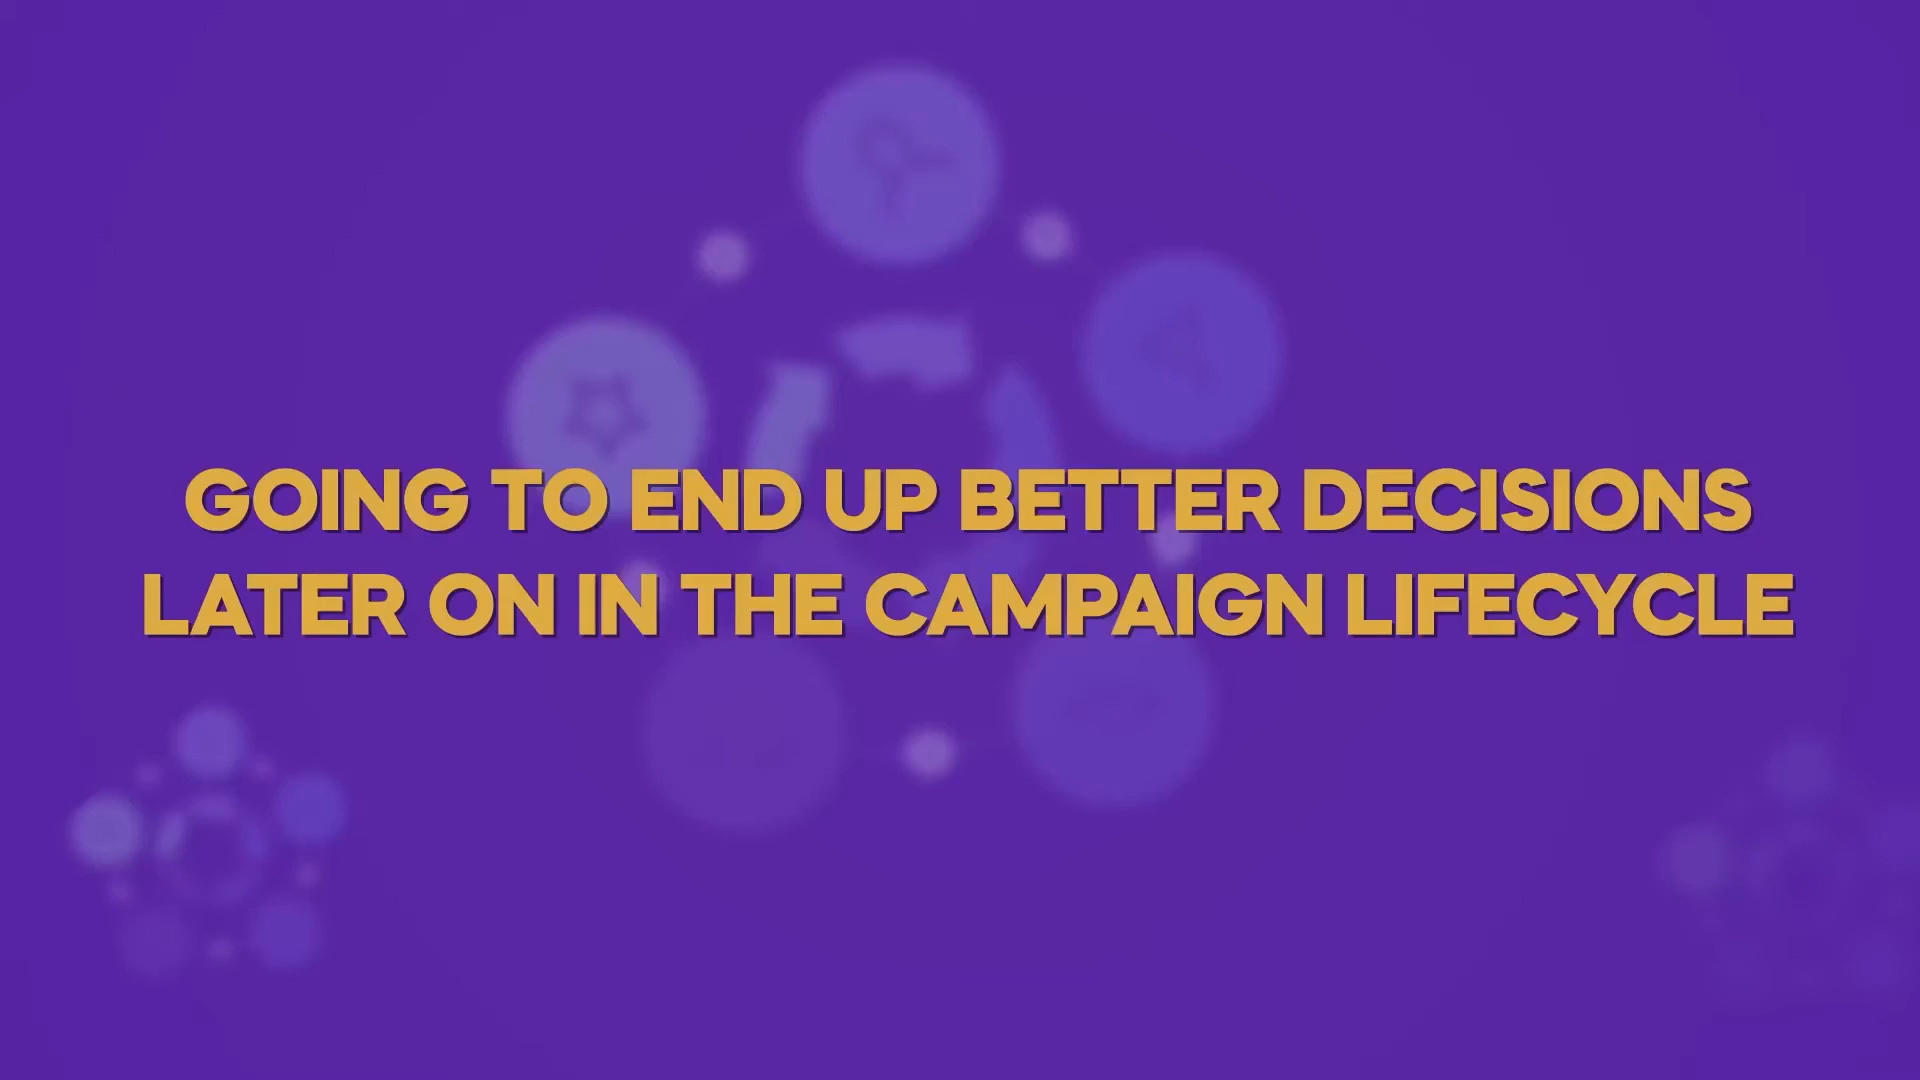 GOING TO END UP BETTER DECISIONS
LATER ON IN THE CAMPAIGN LIFECYCLE